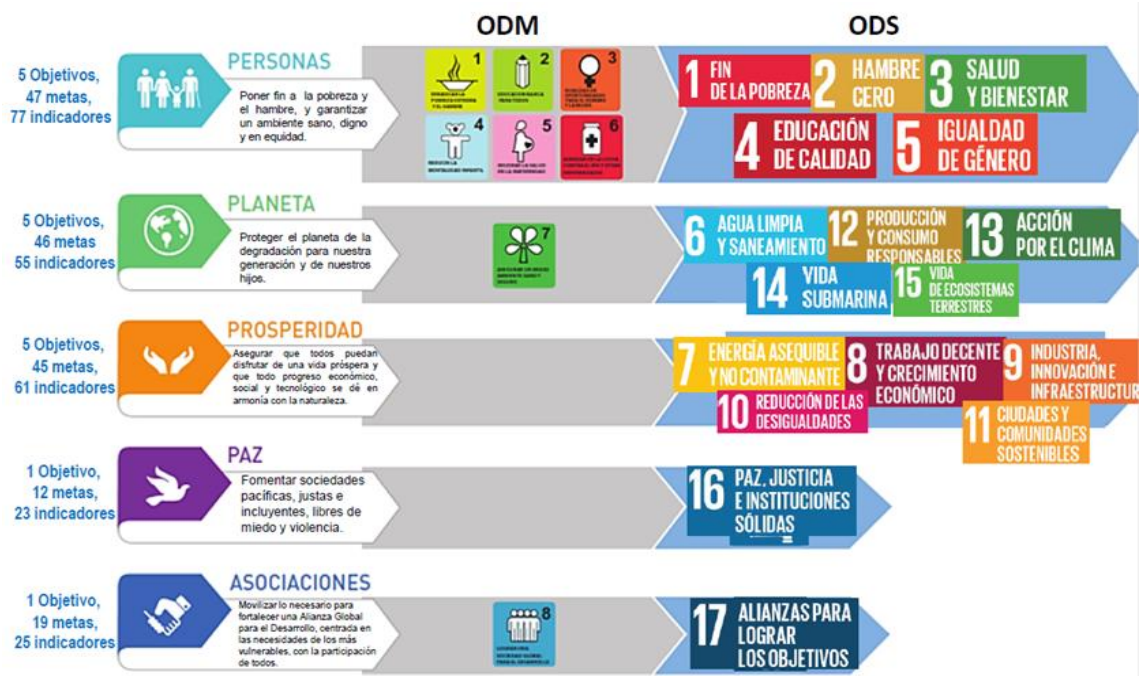 ODM
ODS
5 Objetivos,
47 metas,
77 indicadores
PERSONAS
Poner fin a la pobreza y
el hambre, y garantizar
un ambiente sano, digno
y en equidad.
1
2
3
4
5
6
1 FIN
DE LA POBREZA
2 HAMBRE
CERO
3 SALUD
Y BIENESTAR
4 EDUCACIÓN
DE CALIDAD
5 IGUALDAD
DE GÉNERO
5 Objetivos,
46 metas
55 indicadores
PLANETA
Proteger el planeta de la
degradación para nuestra
generación y de nuestros
hijos.
7
6 AGUA LIMPIA
Y SANEAMIENTO
12 PRODUCCIÓN
Y CONSUMO
RESPONSABLES
13 ACCIÓN
POR EL CLIMA
14 VIDA
SUBMARINA
15 VIDA
DE ECOSISTEMAS
TERRESTRES
5 Objetivos,
45 metas,
61 indicadores
PROSPERIDAD
Asegurar que todos puedan
disfrutar de una vida próspera y
que todo progreso económico,
social y tecnológico se dé en
armonía con la naturaleza.
7 ENERGÍA ASEQUIBLE
Y NO CONTAMINANTE
8 TRABAJO DECENTE
Y CRECIMIENTO
ECONÓMICO
9 INDUSTRIA,
INNOVACIÓN E
INFRAESTRUCTUR
10 REDUCCIÓN DE LAS
DESIGUALDADES
11 CIUDADES Y
COMUNIDADES
SOSTENIBLES
1 Objetivo,
12 metas,
23 indicadores
PAZ
Fomentar sociedades
pacíficas, justas e
incluyentes, libres de
miedo y violencia.
16 PAZ, JUSTICIA
E INSTITUCIONES
SÓLIDAS
1 Objetivo,
19 metas,
25 indicadores
ASOCIACIONES
Movilizar lo necesario para
fortalecer una Alianza Global
para el Desarrollo, centrada en
las necesidades de los más
vulnerables, con la participación
de todos.
8
17 ALIANZAS PARA
LOGRAR
LOS OBJETIVOS